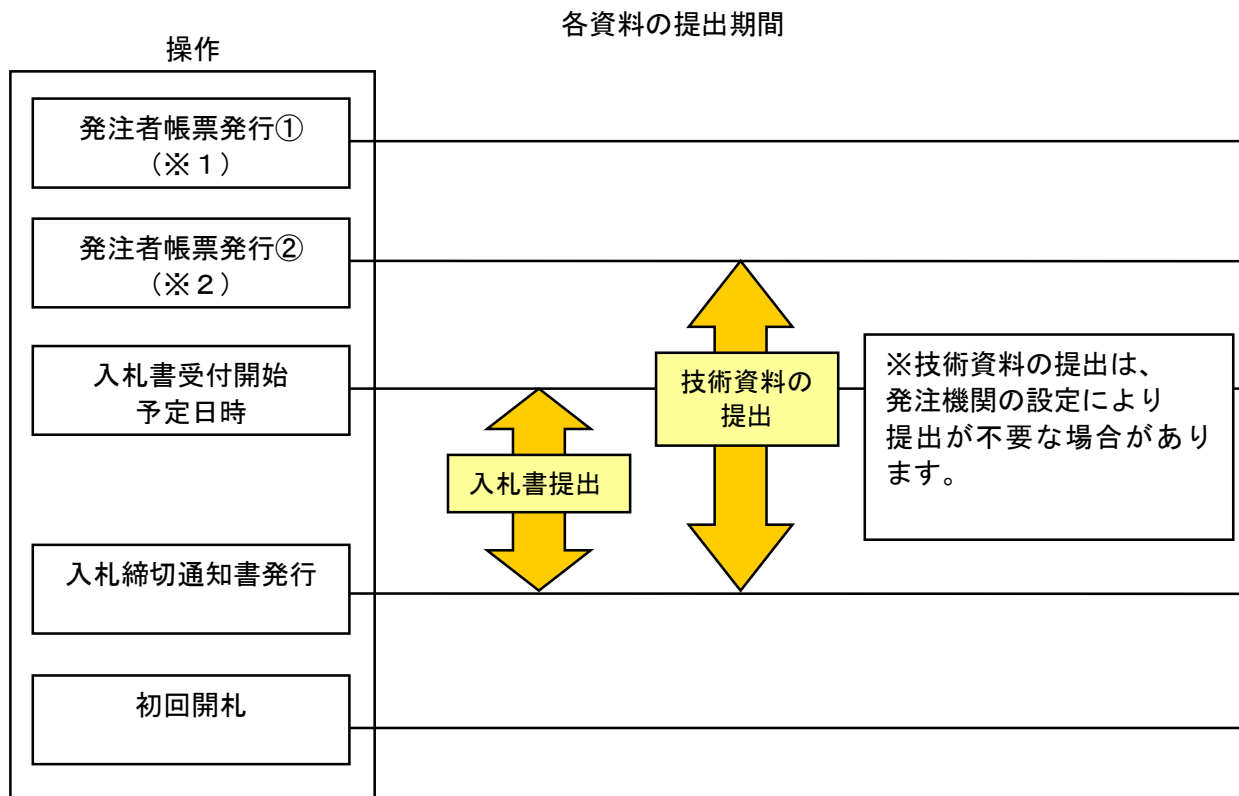 各資料の提出期間
操作
発注者帳票発行①
（※１）
発注者帳票発行②
（※２）
入札書受付開始
予定日時
技術資料の
提出
※技術資料の提出は、
発注機関の設定により
提出が不要な場合があり
ます。
入札書提出
入札締切通知書発行
初回開札